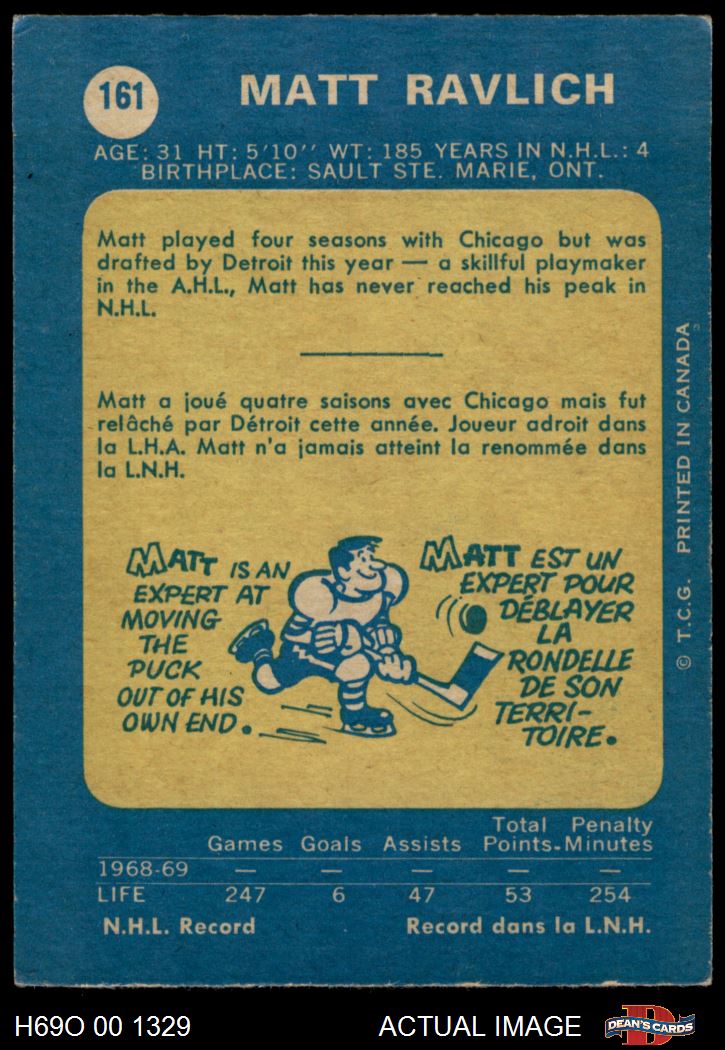 161
MATT RAVLICH
AGE: 31 HT: 5'10'' WT: 185 YEARS IN N.H.L.: 4
BIRTHPLACE: SAULT STE. MARIE, ONT.
Matt played four seasons with Chicago but was
drafted by Detroit this year — a skillful playmaker
in the A.H.L., Matt has never reached his peak in
N.H.L.
Matt a joué quatre saisons avec Chicago mais fut
relâché par Détroit cette année. Joueur adroit dans
la L.H.A. Matt n'a jamais atteint la renommée dans
la L.N.H.
MATT IS AN
EXPERT AT
MOVING
THE
PUCK
OUT OF HIS
OWN END.
MATT EST UN
EXPERT POUR
DÉBLAYER
LA
RONDELLE
DE SON
TERRI-
TOIRE.
© T.C.G. PRINTED IN CANADA
Games Goals Assists Total Points. Penalty Minutes
1968-69 — — — — —
LIFE 247 6 47 53 254
N.H.L. Record Record dans la L.N.H.
H69O 00 1329 ACTUAL IMAGE
D
DEAN'S CARDS